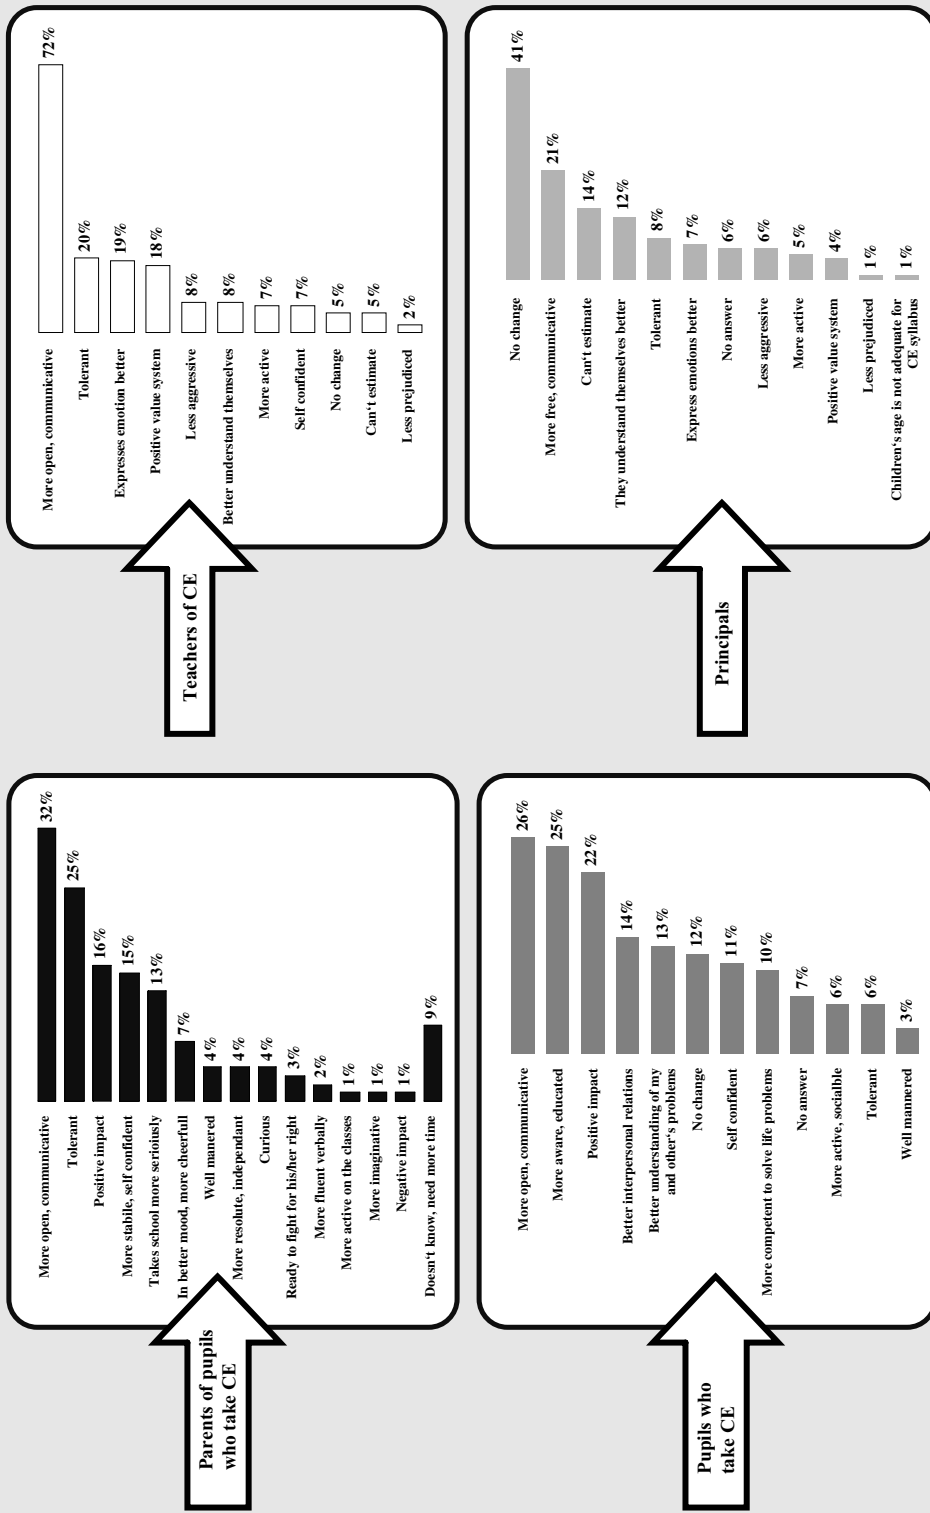 Parents of pupils
who take CE
More open, communicative 32%
Tolerant 25%
Positive impact 16%
More stabile, self confident 15%
Takes school more seriously 13%
In better mood, more cheerfull 7%
Well mannered 4%
More resolute, independant 4%
Curious 4%
Ready to fight for his/her right 3%
More fluent verbally 2%
More active on the classes 1%
More imaginative 1%
Negative impact 1%
Doesn't know, need more time 9%
Teachers of CE
More open, communicative 72%
Tolerant 20%
Expresses emotion better 19%
Positive value system 18%
Less aggressive 8%
Better understand themselves 8%
More active 7%
Self confident 7%
No change 5%
Can't estimate 5%
Less prejudiced 2%
Pupils who
take CE
More open, communicative 26%
More aware, educated 25%
Positive impact 22%
Better interpersonal relations 14%
Better understanding of my
and other's problems 13%
No change 12%
Self confident 11%
More competent to solve life problems 10%
No answer 7%
More active, socialble 6%
Tolerant 6%
Well mannered 3%
Principals
No change 41%
More free, communicative 21%
Can't estimate 14%
They understand themselves better 12%
Tolerant 8%
Express emotions better 7%
No answer 6%
Less aggressive 6%
More active 5%
Positive value system 4%
Less prejudiced 1%
Children's age is not adequate for
CE syllabus 1%